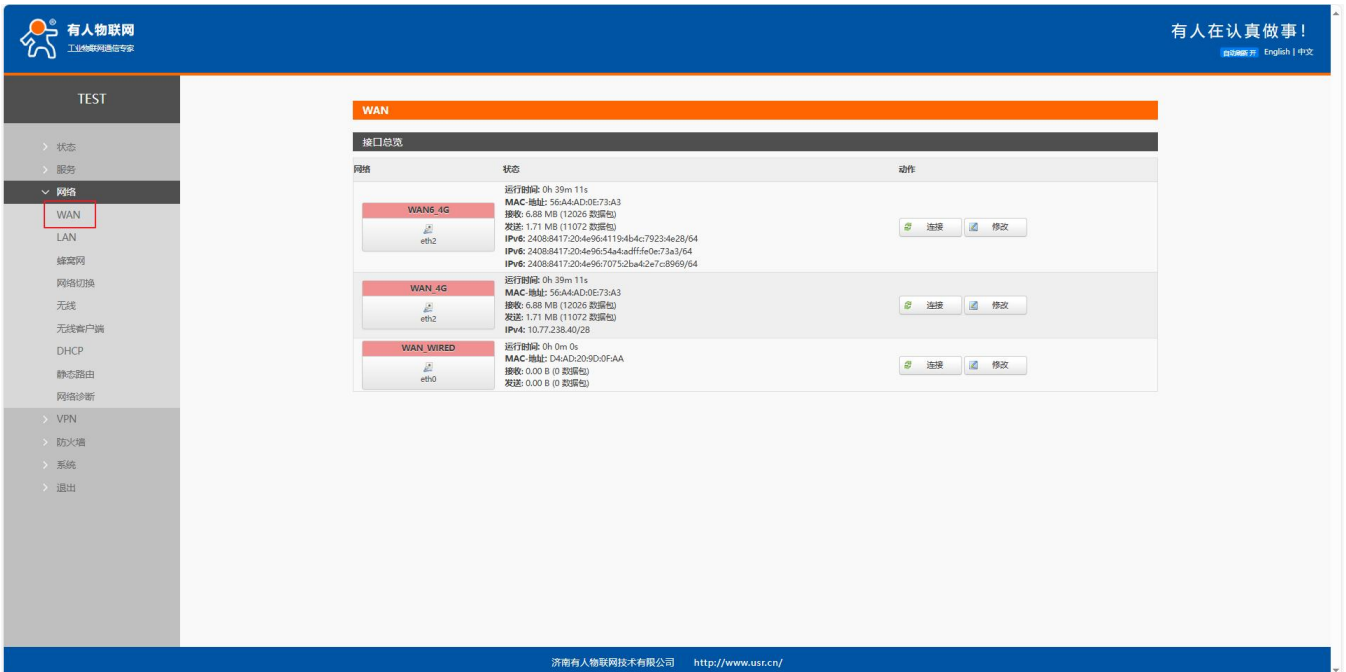 有人物联网
工业物联网通信专家
有人在认真做事!
自动刷新 开 English | 中文
TEST
状态
服务
网络
WAN
LAN
蜂窝网
网络切换
无线
无线客户端
DHCP
静态路由
网络诊断
VPN
防火墙
系统
退出
WAN
接口总览
网络 状态 动作
WAN6_4G
eth2
运行时间: 0h 39m 11s
MAC-地址: 56:A4:AD:0E:73:A3
接收: 6.88 MB (12026 数据包)
发送: 1.71 MB (11072 数据包)
IPv6: 2408:8417:20:4e96:4119:4b4c:7923:4e28/64
IPv6: 2408:8417:20:4e96:54a4:adff:fe0e:73a3/64
IPv6: 2408:8417:20:4e96:7075:2ba4:2e7c:8969/64
连接 修改
WAN_4G
eth2
运行时间: 0h 39m 11s
MAC-地址: 56:A4:AD:0E:73:A3
接收: 6.88 MB (12026 数据包)
发送: 1.71 MB (11072 数据包)
IPv4: 10.77.238.40/28
连接 修改
WAN_WIRED
eth0
运行时间: 0h 0m 0s
MAC-地址: D4:AD:20:9D:0F:AA
接收: 0.00 B (0 数据包)
发送: 0.00 B (0 数据包)
连接 修改
济南有人物联网技术有限公司 http://www.usr.cn/